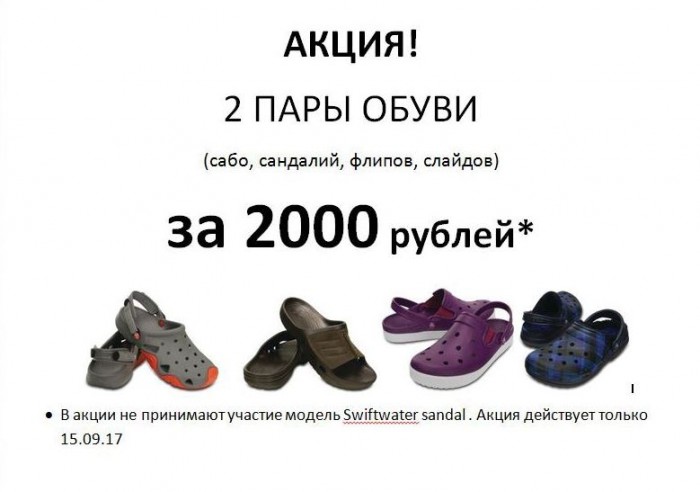 АКЦИЯ!
2 ПАРЫ ОБУВИ
(сабо, сандалий, флипов, слайдов)
за 2000 рублей*
• В акции не принимают участие модель Swiftwater sandal . Акция действует только
15.09.17